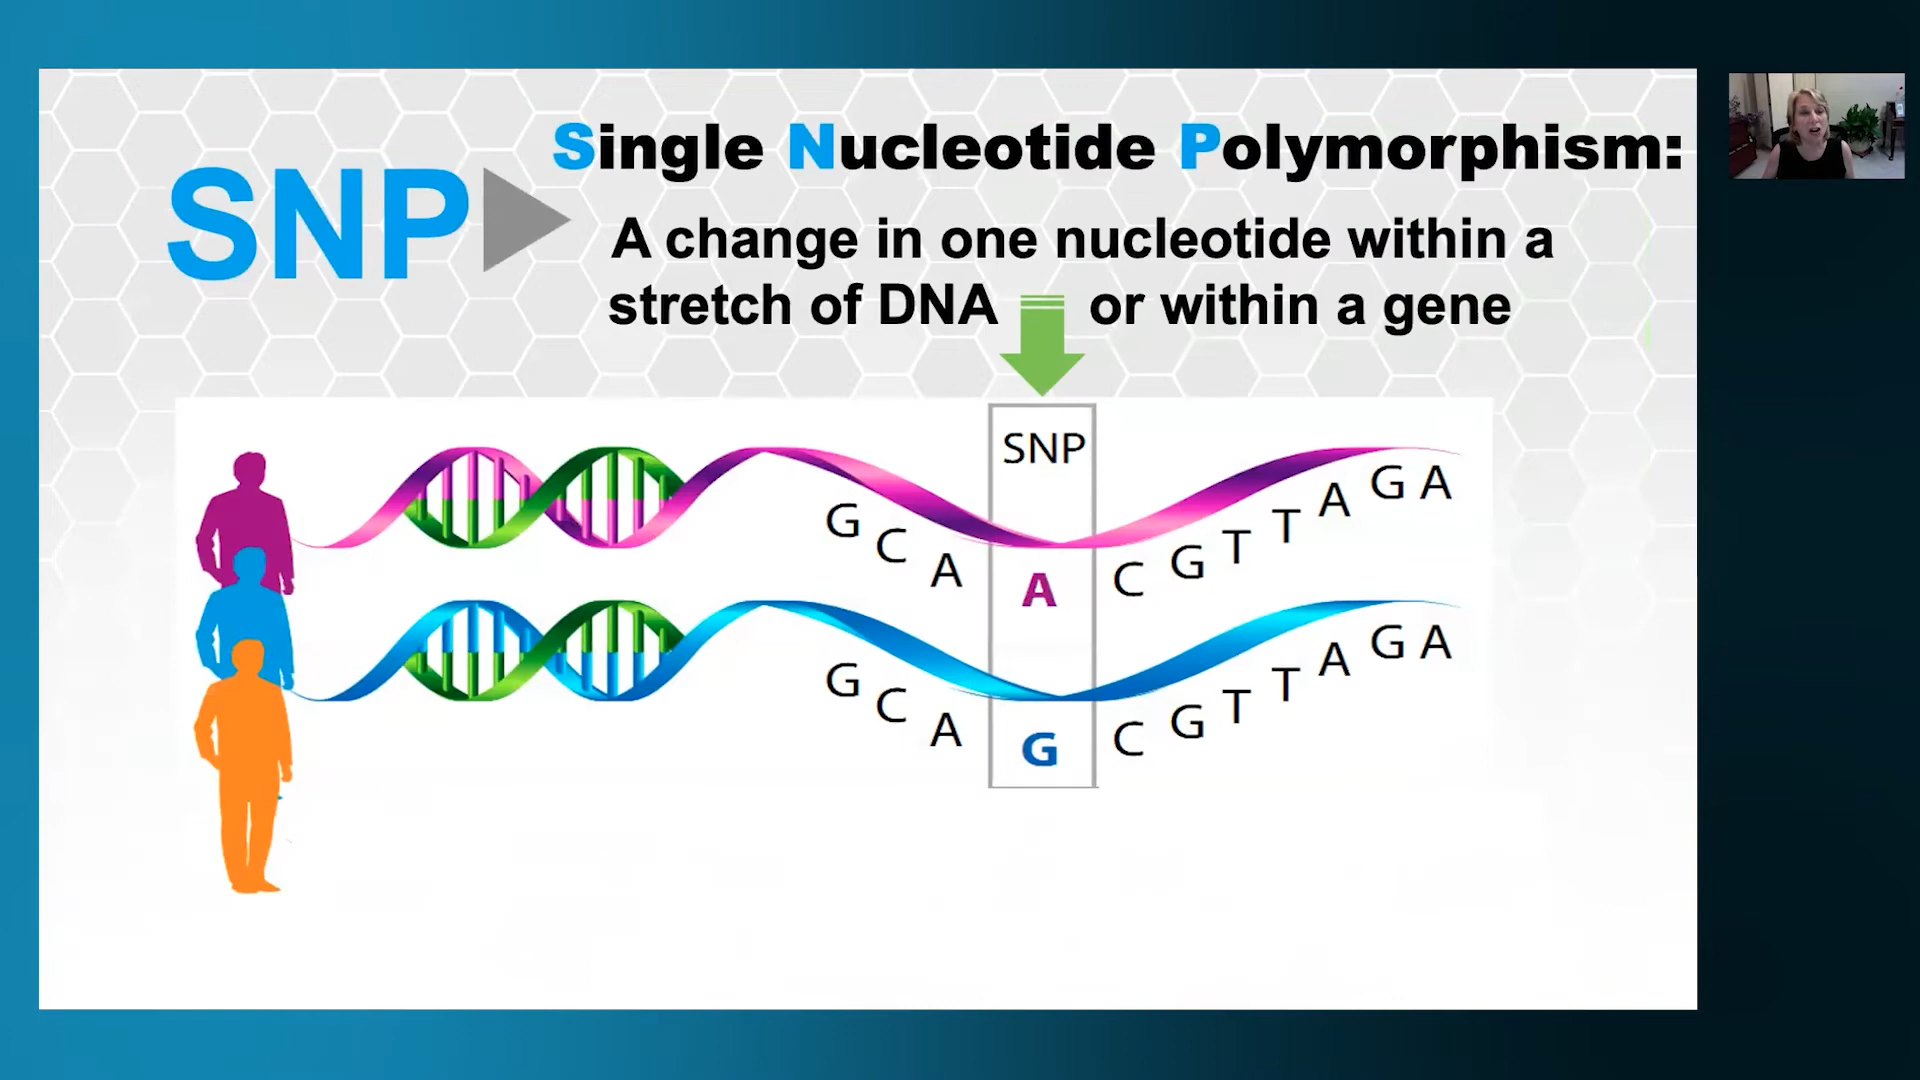 SNP
Single Nucleotide Polymorphism:
A change in one nucleotide within a
stretch of DNA or within a gene
SNP
G C A A C G T T A G A
G C A G C G T T A G A